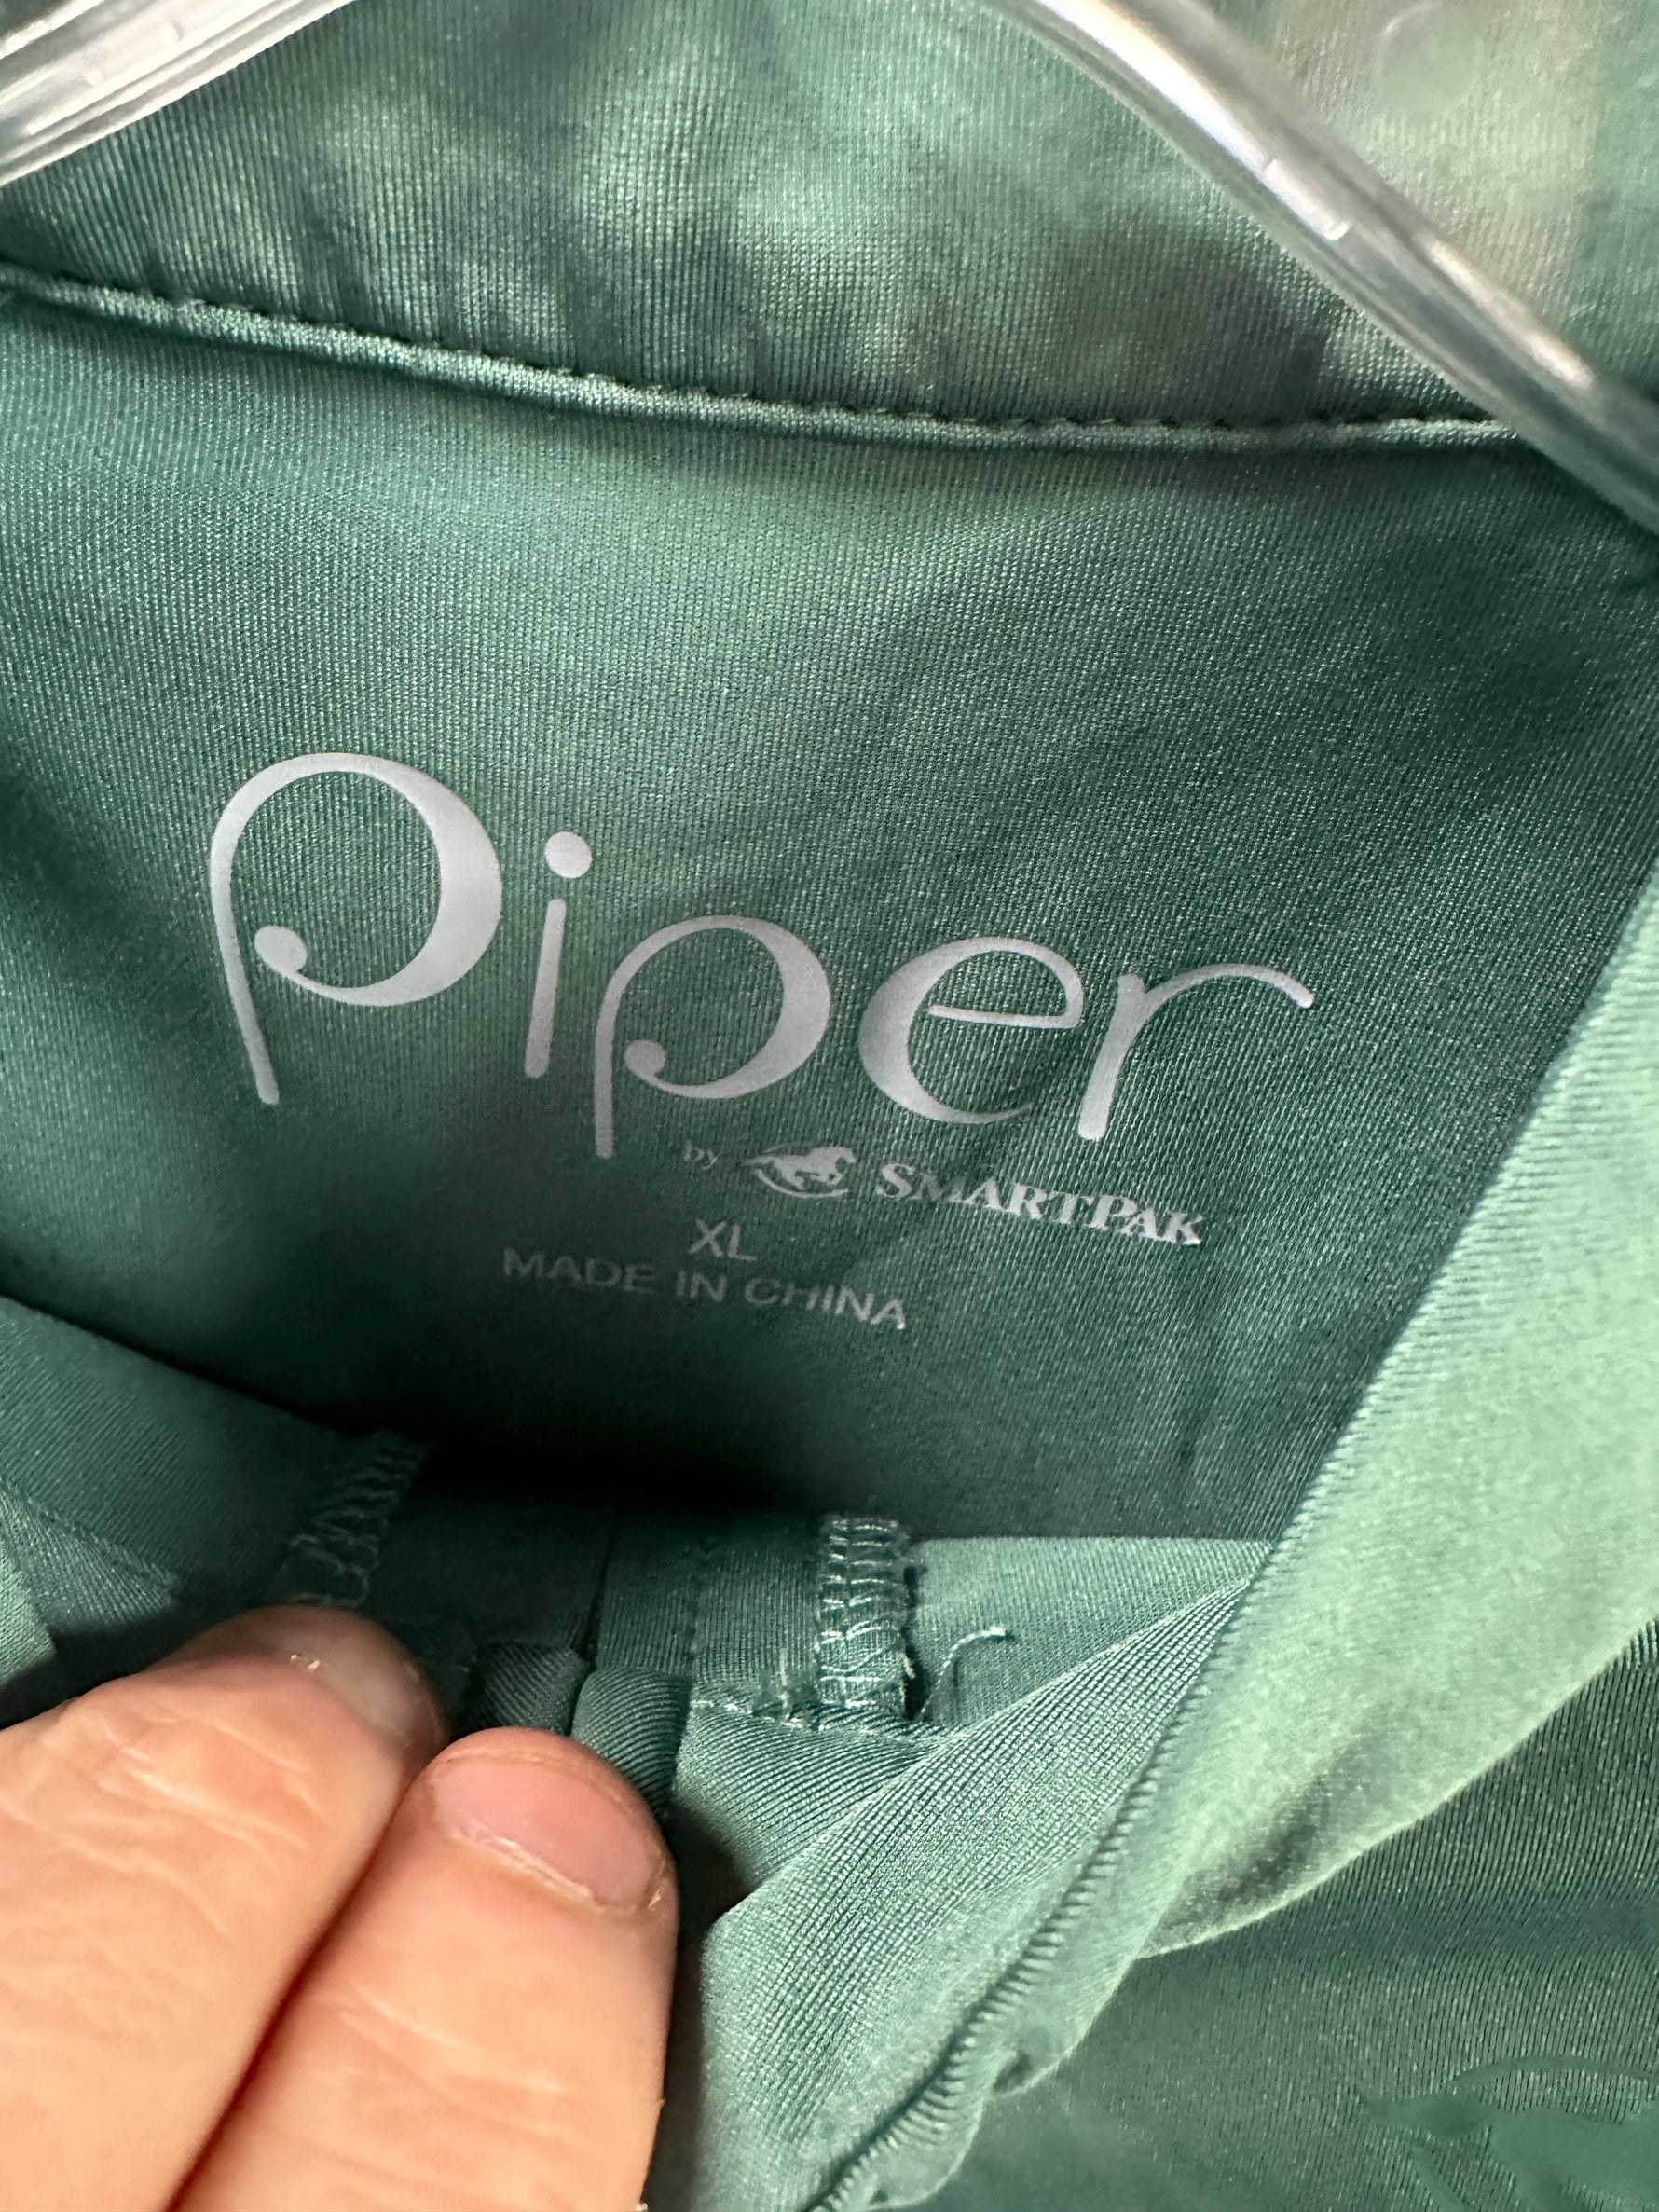 Piper
by SMARTPAK
XL
MADE IN CHINA